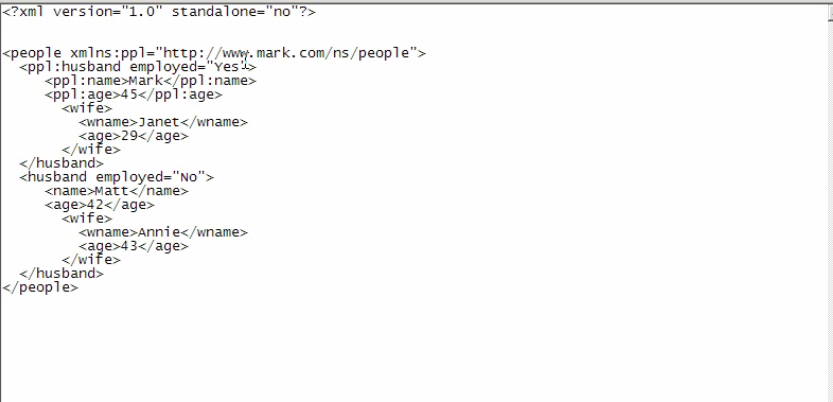 <?xml version="1.0" standalone="no"?>
<people xmlns:ppl="http://www.mark.com/ns/people">
<ppl:husband employed="Yes">
<ppl:name>Mark</ppl:name>
<ppl:age>45</ppl:age>
<wife>
<wname>Janet</wname>
<age>29</age>
</wife>
</husband>
<husband employed="No">
<name>Matt</name>
<age>42</age>
<wife>
<wname>Annie</wname>
<age>43</age>
</wife>
</husband>
</people>